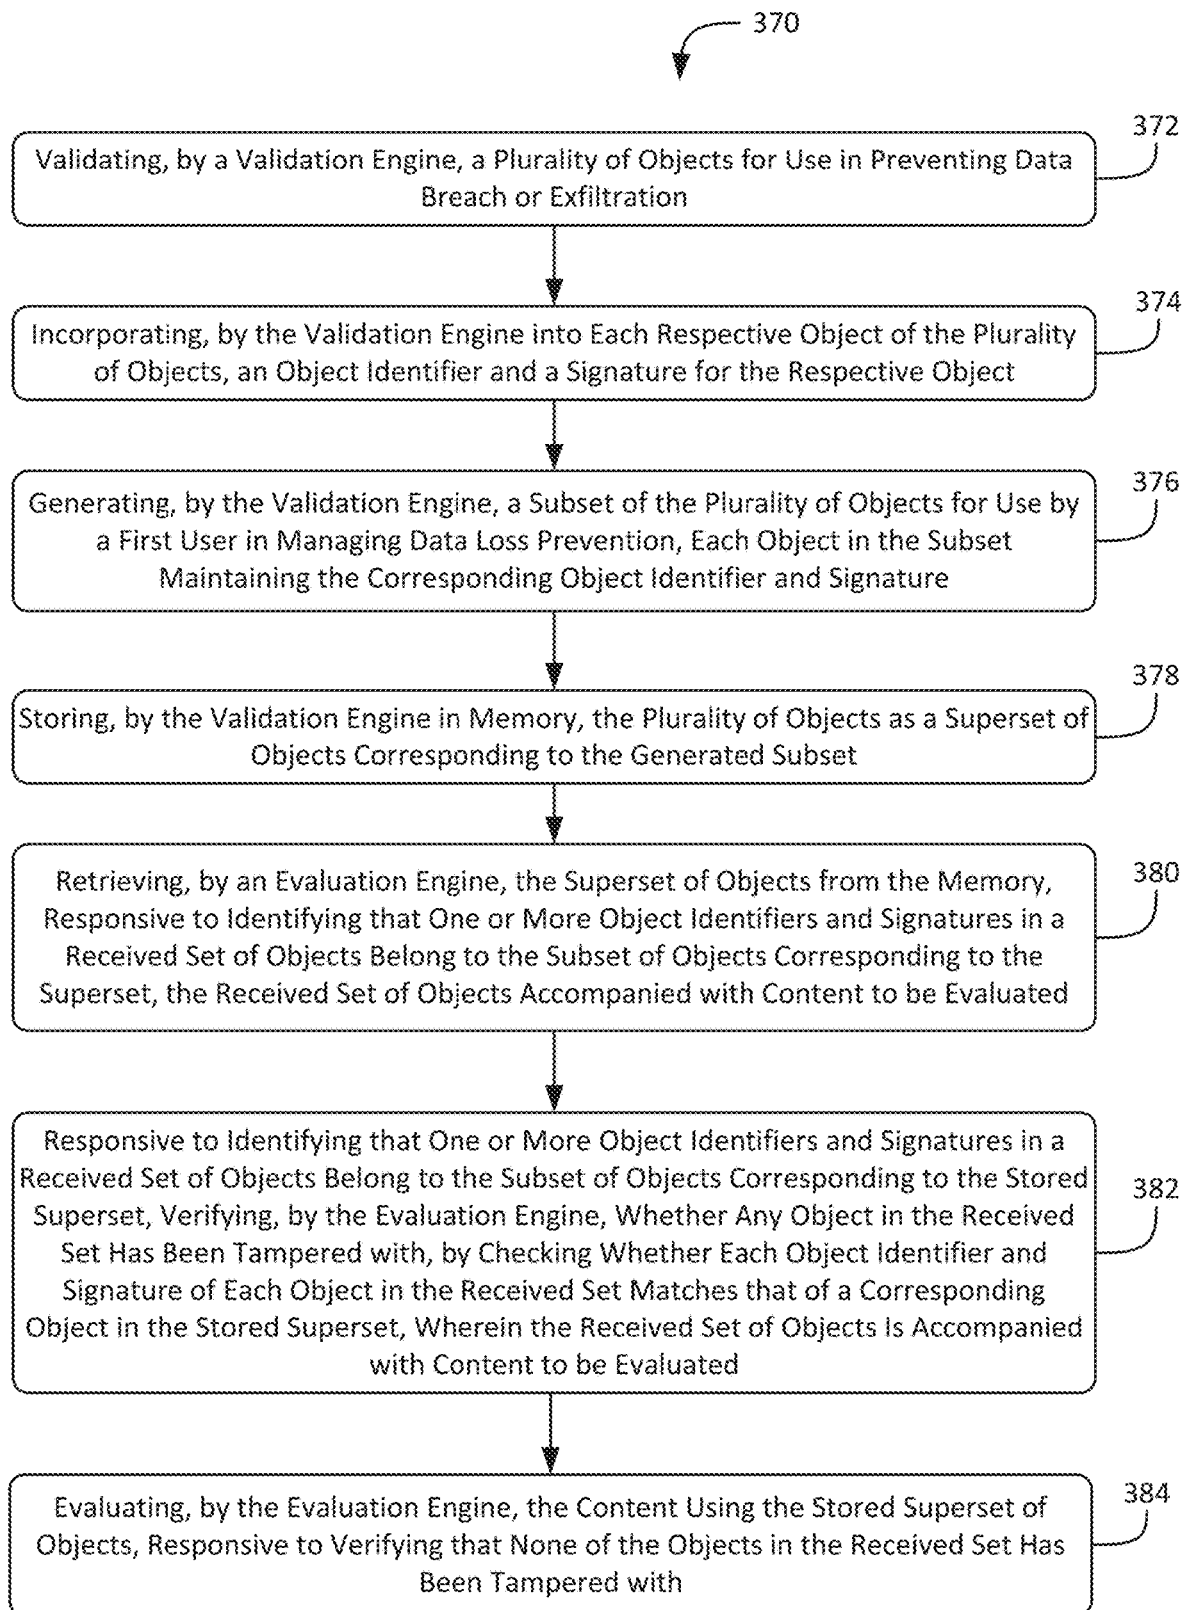 370
372
Validating, by a Validation Engine, a Plurality of Objects for Use in Preventing Data
Breach or Exfiltration
374
Incorporating, by the Validation Engine into Each Respective Object of the Plurality
of Objects, an Object Identifier and a Signature for the Respective Object
376
Generating, by the Validation Engine, a Subset of the Plurality of Objects for Use by
a First User in Managing Data Loss Prevention, Each Object in the Subset
Maintaining the Corresponding Object Identifier and Signature
378
Storing, by the Validation Engine in Memory, the Plurality of Objects as a Superset of
Objects Corresponding to the Generated Subset
380
Retrieving, by an Evaluation Engine, the Superset of Objects from the Memory,
Responsive to Identifying that One or More Object Identifiers and Signatures in a
Received Set of Objects Belong to the Subset of Objects Corresponding to the
Superset, the Received Set of Objects Accompanied with Content to be Evaluated
382
Responsive to Identifying that One or More Object Identifiers and Signatures in a
Received Set of Objects Belong to the Subset of Objects Corresponding to the Stored
Superset, Verifying, by the Evaluation Engine, Whether Any Object in the Received
Set Has Been Tampered with, by Checking Whether Each Object Identifier and
Signature of Each Object in the Received Set Matches that of a Corresponding
Object in the Stored Superset, Wherein the Received Set of Objects Is Accompanied
with Content to be Evaluated
384
Evaluating, by the Evaluation Engine, the Content Using the Stored Superset of
Objects, Responsive to Verifying that None of the Objects in the Received Set Has
Been Tampered with